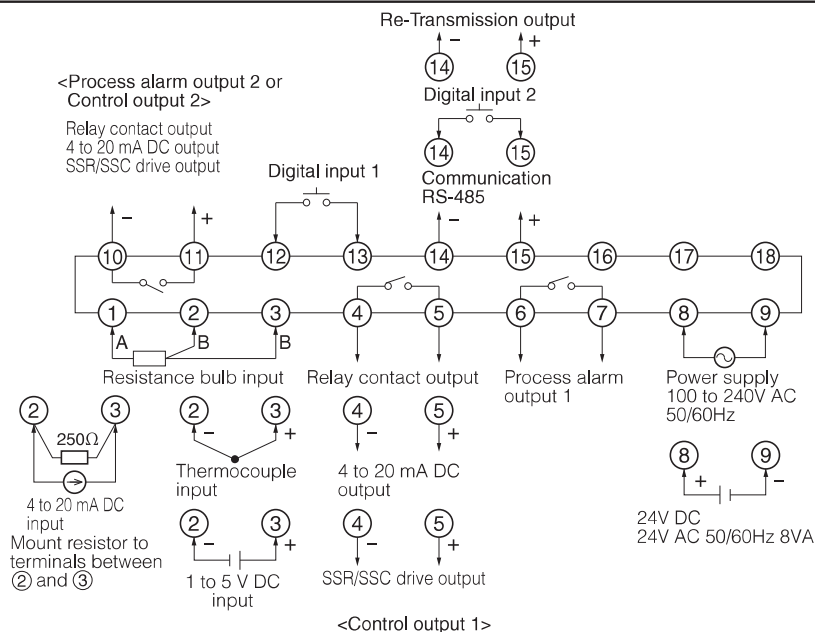 Re-Transmission output
− +
⑭ ⑮
<Process alarm output 2 or
Control output 2>
Relay contact output
4 to 20 mA DC output
SSR/SSC drive output
Digital input 2
⑭ ⑮
Digital input 1
Communication
RS-485
− + − +
⑩ ⑪ ⑫ ⑬ ⑭ ⑮ ⑯ ⑰ ⑱
① ② ③ ④ ⑤ ⑥ ⑦ ⑧ ⑨
A B B
Resistance bulb input
Relay contact output
Process alarm
output 1
Power supply
100 to 240V AC
50/60Hz
② ③
250Ω
4 to 20 mA DC
input
Mount resistor to
terminals between
② and ③
② ③
− +
Thermocouple
input
② ③
− +
1 to 5 V DC
input
④ ⑤
− +
4 to 20 mA DC
output
④ ⑤
− +
SSR/SSC drive output
⑧ ⑨
+ −
24V DC
24V AC 50/60Hz 8VA
<Control output 1>